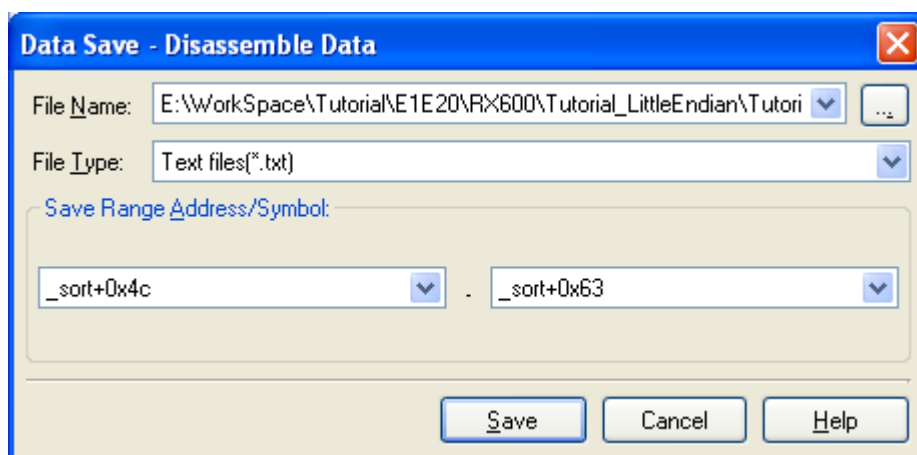 Data Save - Disassemble Data
File Name: E:\WorkSpace\Tutorial\E1E20\RX600\Tutorial_LittleEndian\Tutori ...
File Type: Text files(*.txt)
Save Range Address/Symbol:
_sort+0x4c - _sort+0x63
Save Cancel Help